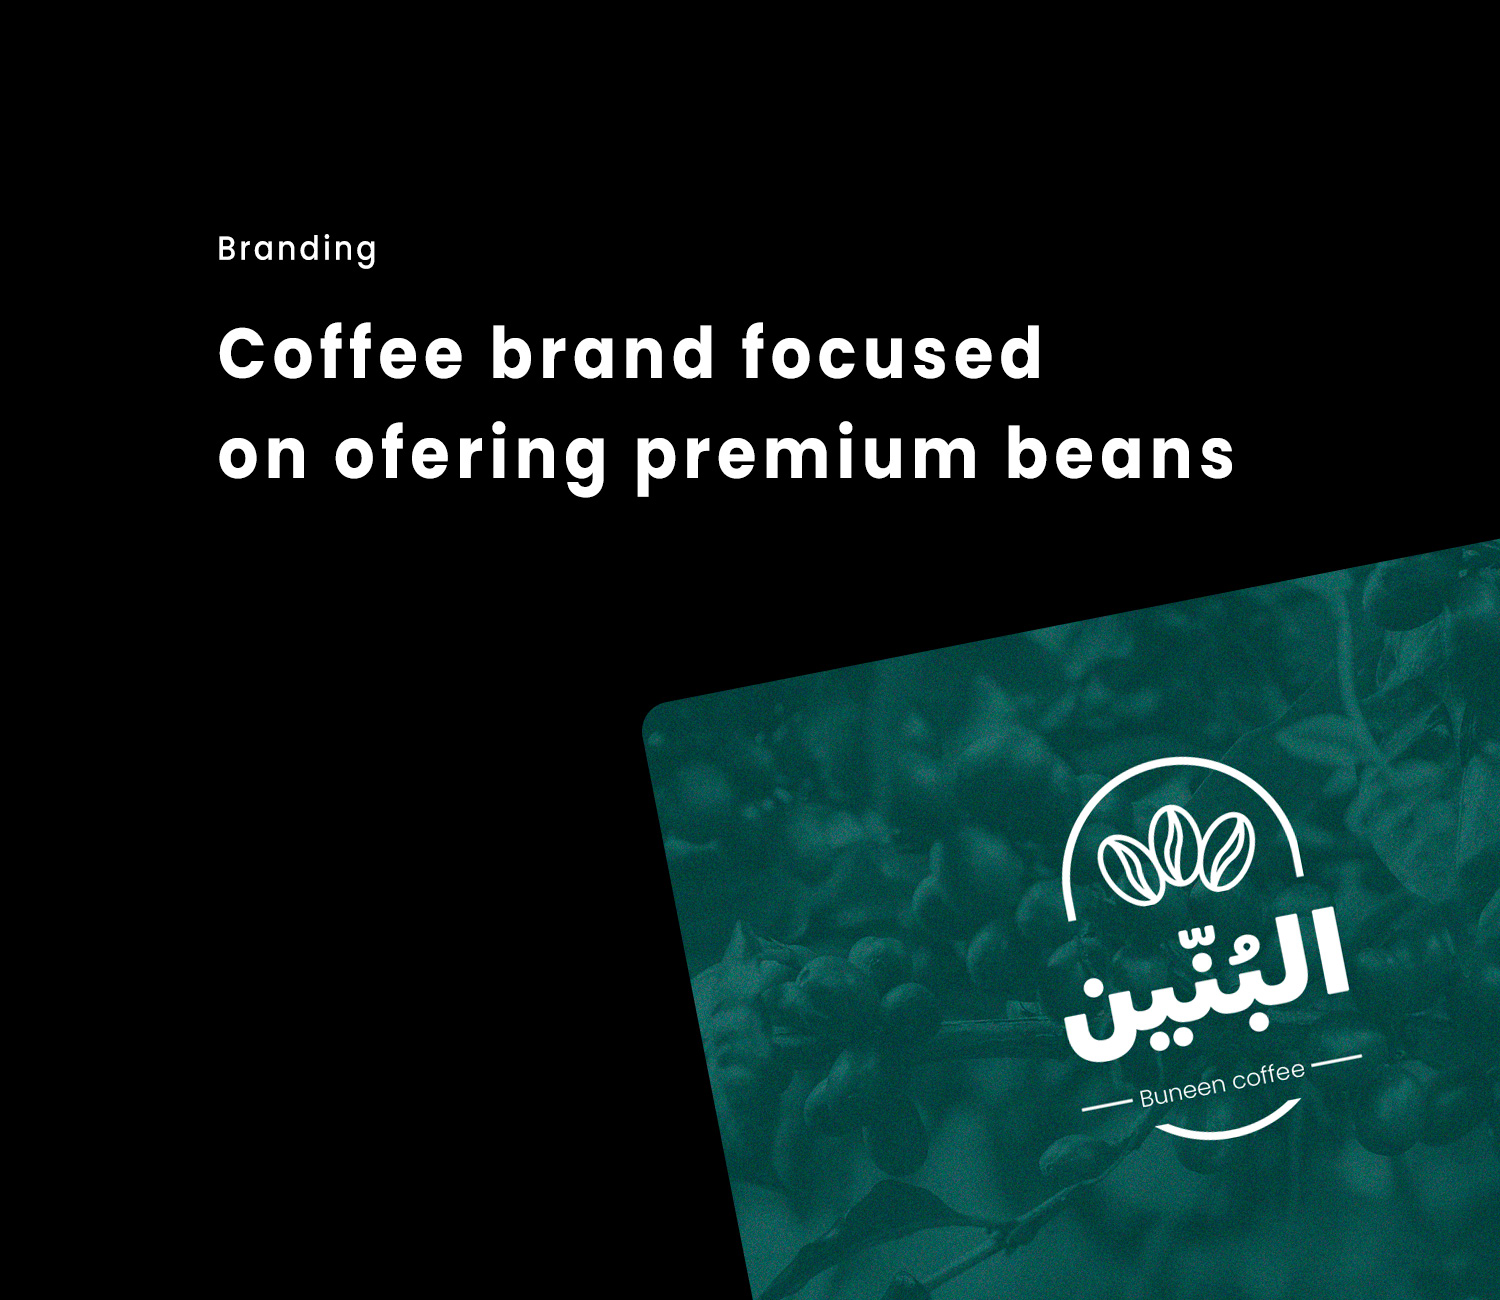 Branding
Coffee brand focused
on ofering premium beans
البُنّين
Buneen coffee